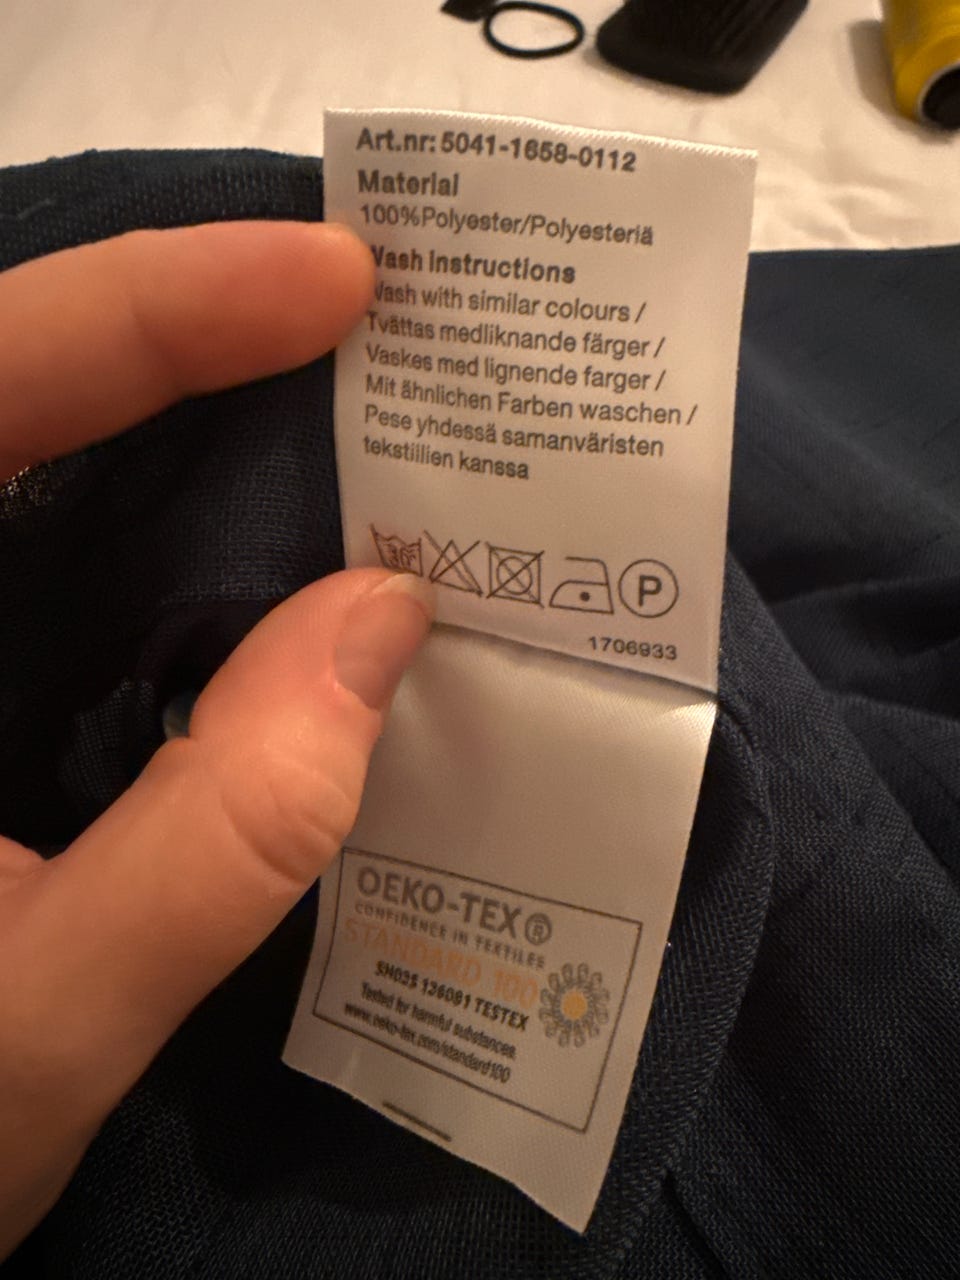 Art.nr: 5041-1658-0112
Material
100%Polyester/Polyesteriä
Wash Instructions
Wash with similar colours /
Tvättas medliknande färger /
Vaskes med lignende farger /
Mit ähnlichen Farben waschen /
Pese yhdessä samanväristen
tekstiilien kanssa
30°
P
1706933
OEKO-TEX®
CONFIDENCE IN TEXTILES
STANDARD 100
SH025 136081 TESTEX
Tested for harmful substances.
www.oeko-tex.com/standard100